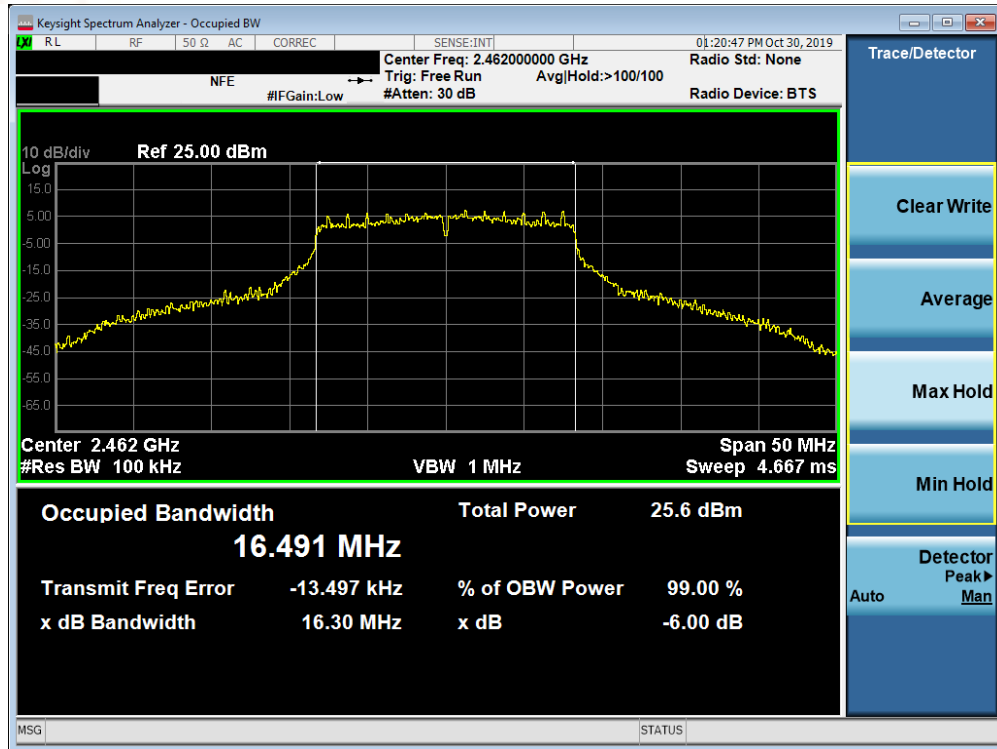 Keysight Spectrum Analyzer - Occupied BW
LXI RL RF 50 Ω AC CORREC SENSE:INT 01:20:47 PM Oct 30, 2019
Center Freq: 2.462000000 GHz Radio Std: None
NFE Trig: Free Run Avg|Hold:>100/100
#IFGain:Low #Atten: 30 dB Radio Device: BTS
10 dB/div Ref 25.00 dBm
Log
15.0
5.00
-5.00
-15.0
-25.0
-35.0
-45.0
-55.0
-65.0
Center 2.462 GHz Span 50 MHz
#Res BW 100 kHz VBW 1 MHz Sweep 4.667 ms
Occupied Bandwidth Total Power 25.6 dBm
16.491 MHz
Transmit Freq Error -13.497 kHz % of OBW Power 99.00 %
x dB Bandwidth 16.30 MHz x dB -6.00 dB
MSG STATUS
Trace/Detector
Clear Write
Average
Max Hold
Min Hold
Detector
Peak▶
Auto Man